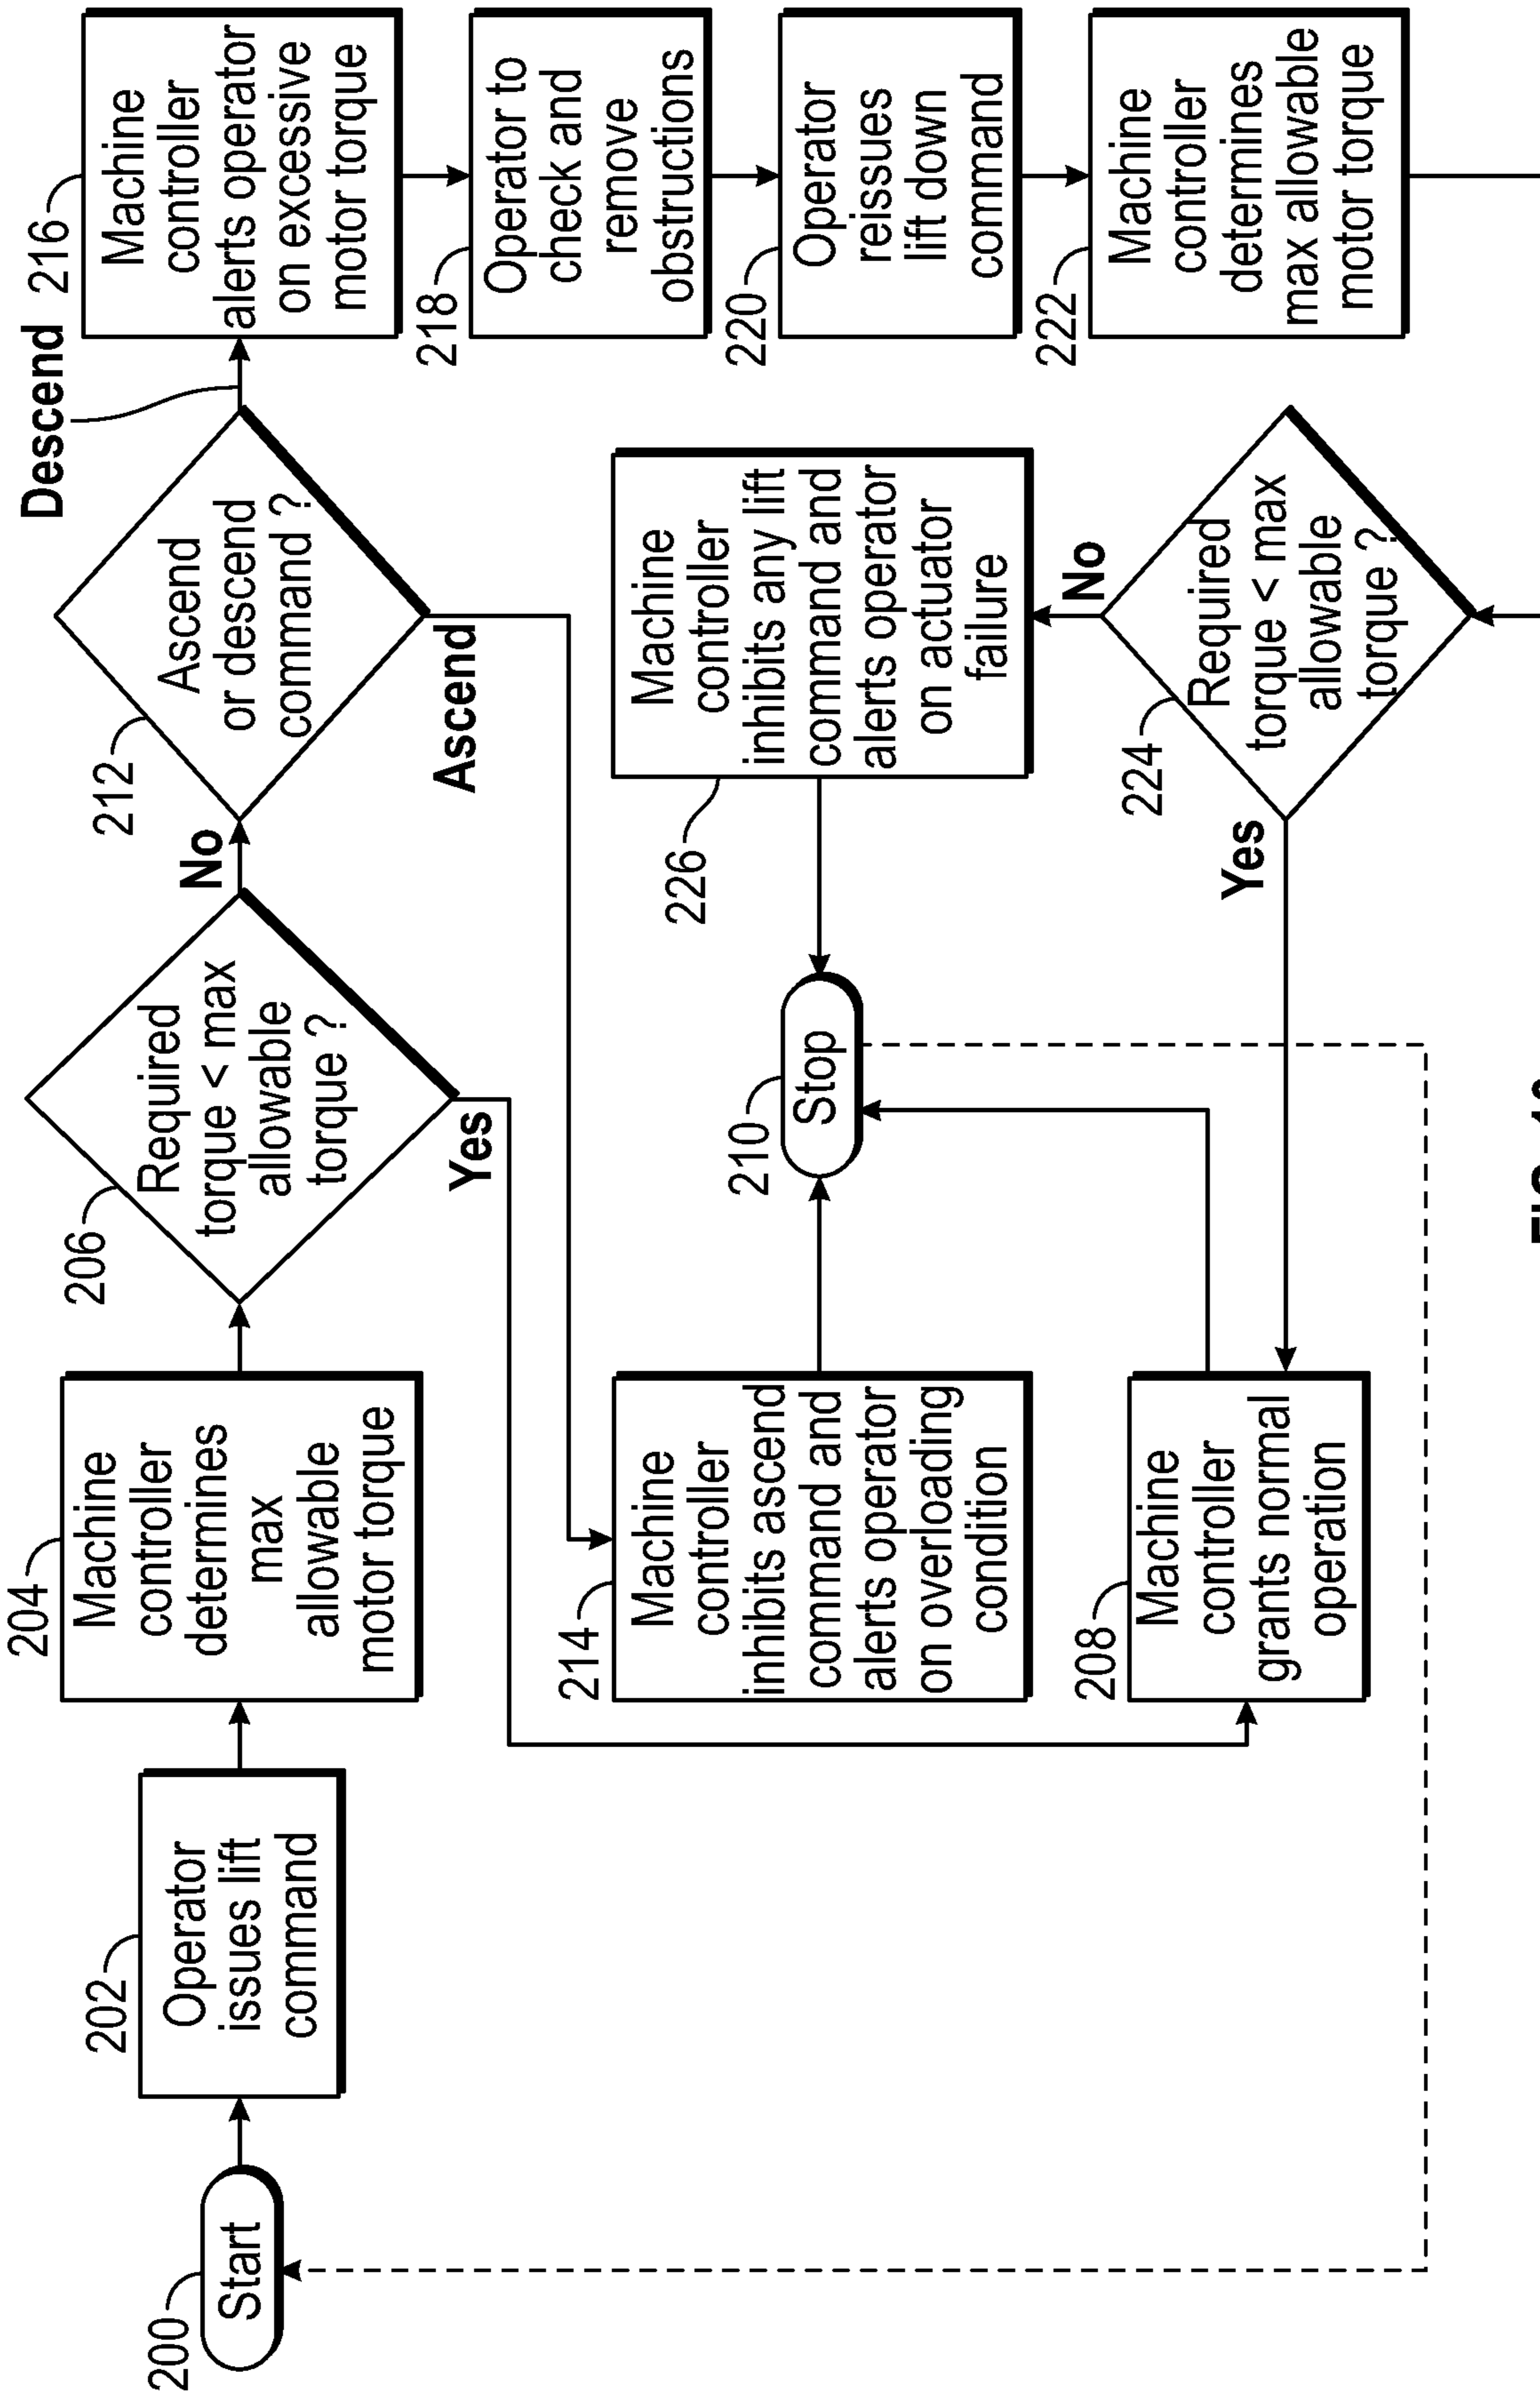 200
Start
202
Operator
issues lift
command
204
Machine
controller
determines
max
allowable
motor torque
206
Required
torque < max
allowable
torque ?
No
Yes
212
Ascend
or descend
command ?
Descend
Ascend
216
Machine
controller
alerts operator
on excessive
motor torque
218
Operator to
check and
remove
obstructions
220
Operator
reissues
lift down
command
222
Machine
controller
determines
max allowable
motor torque
214
Machine
controller
inhibits ascend
command and
alerts operator
on overloading
condition
210
Stop
226
Machine
controller
inhibits any lift
command and
alerts operator
on actuator
failure
208
Machine
controller
grants normal
operation
Yes
224
Required
torque < max
allowable
torque ?
No